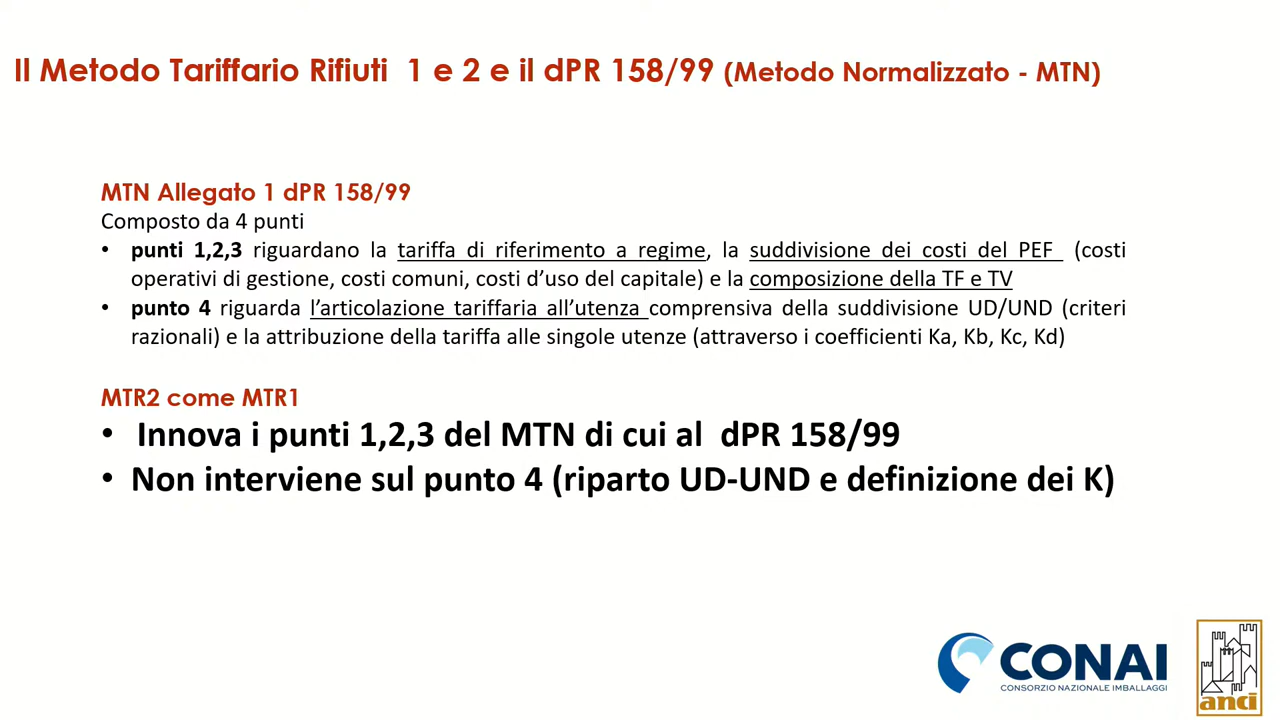 Il Metodo Tariffario Rifiuti 1 e 2 e il dPR 158/99 (Metodo Normalizzato - MTN)
MTN Allegato 1 dPR 158/99
Composto da 4 punti
• punti 1,2,3 riguardano la tariffa di riferimento a regime, la suddivisione dei costi del PEF (costi
operativi di gestione, costi comuni, costi d'uso del capitale) e la composizione della TF e TV
• punto 4 riguarda l'articolazione tariffaria all'utenza comprensiva della suddivisione UD/UND (criteri
razionali) e la attribuzione della tariffa alle singole utenze (attraverso i coefficienti Ka, Kb, Kc, Kd)
MTR2 come MTR1
• Innova i punti 1,2,3 del MTN di cui al dPR 158/99
• Non interviene sul punto 4 (riparto UD-UND e definizione dei K)
CONAI
CONSORZIO NAZIONALE IMBALLAGGI
anci